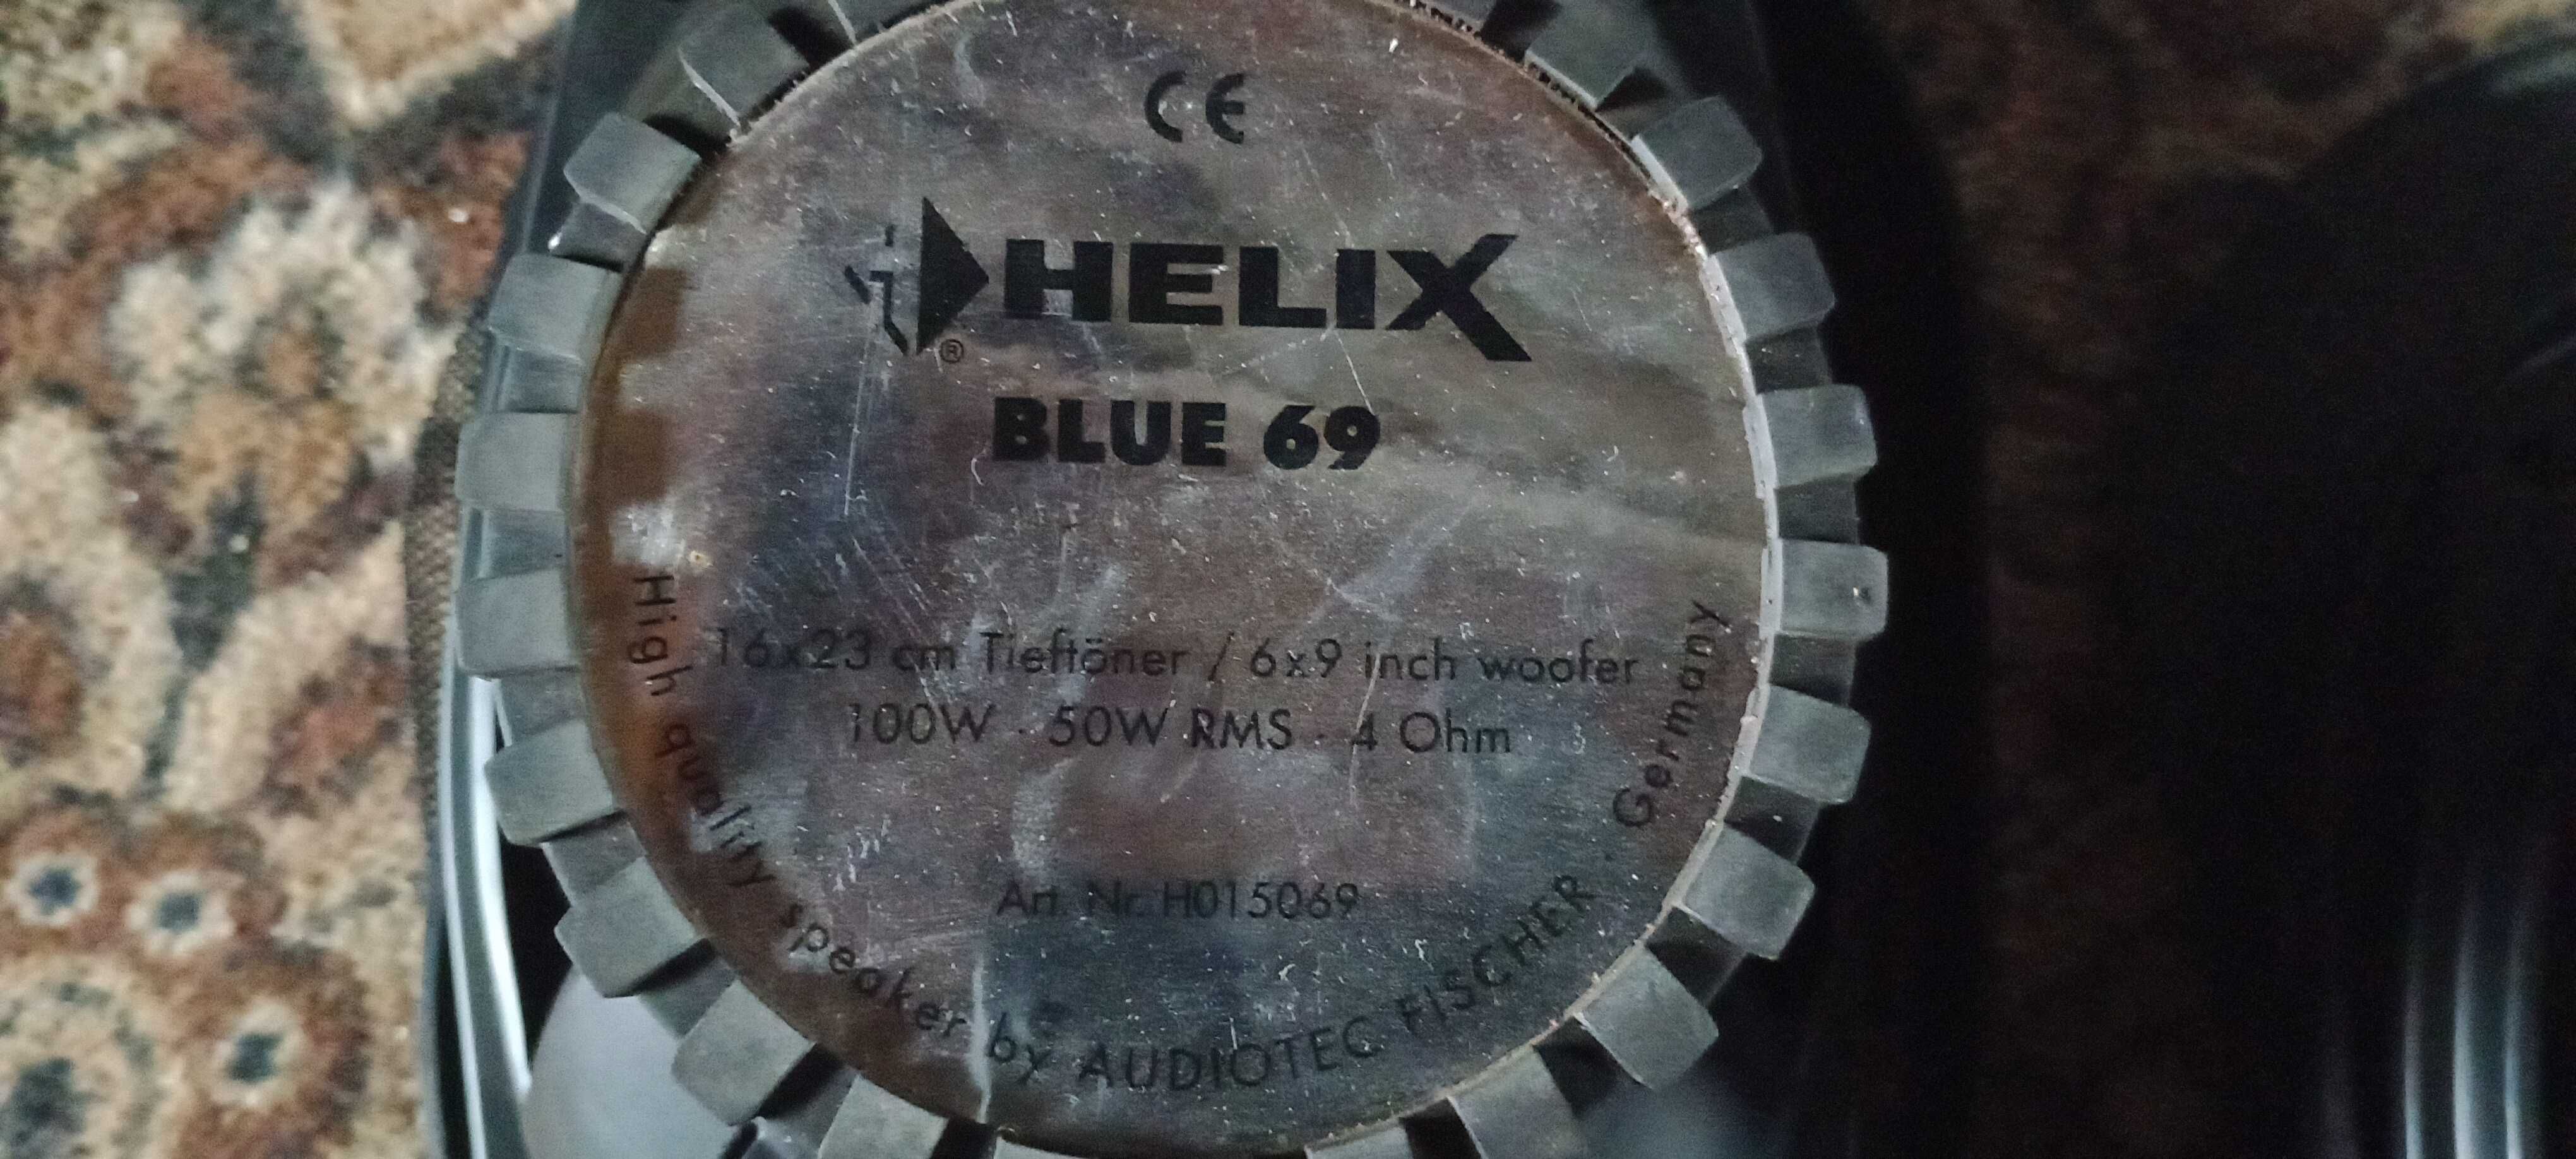 CE
HELIX
®
BLUE 69
16x23 cm Tieftöner / 6x9 inch woofer
100W · 50W RMS · 4 Ohm
Art. Nr. H015069
High quality speaker by AUDIOTEC FISCHER · Germany